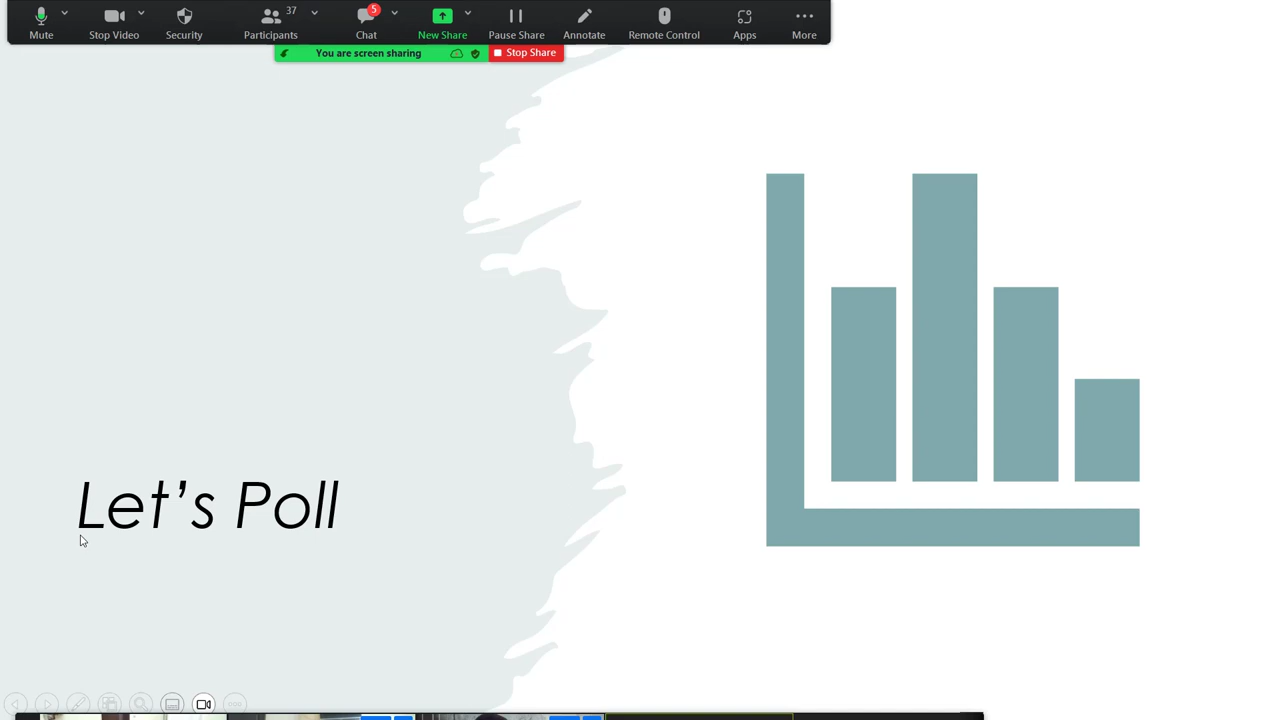 37
5
Mute
Stop Video
Security
Participants
Chat
New Share
Pause Share
Annotate
Remote Control
Apps
More
You are screen sharing
Stop Share
Let’s Poll